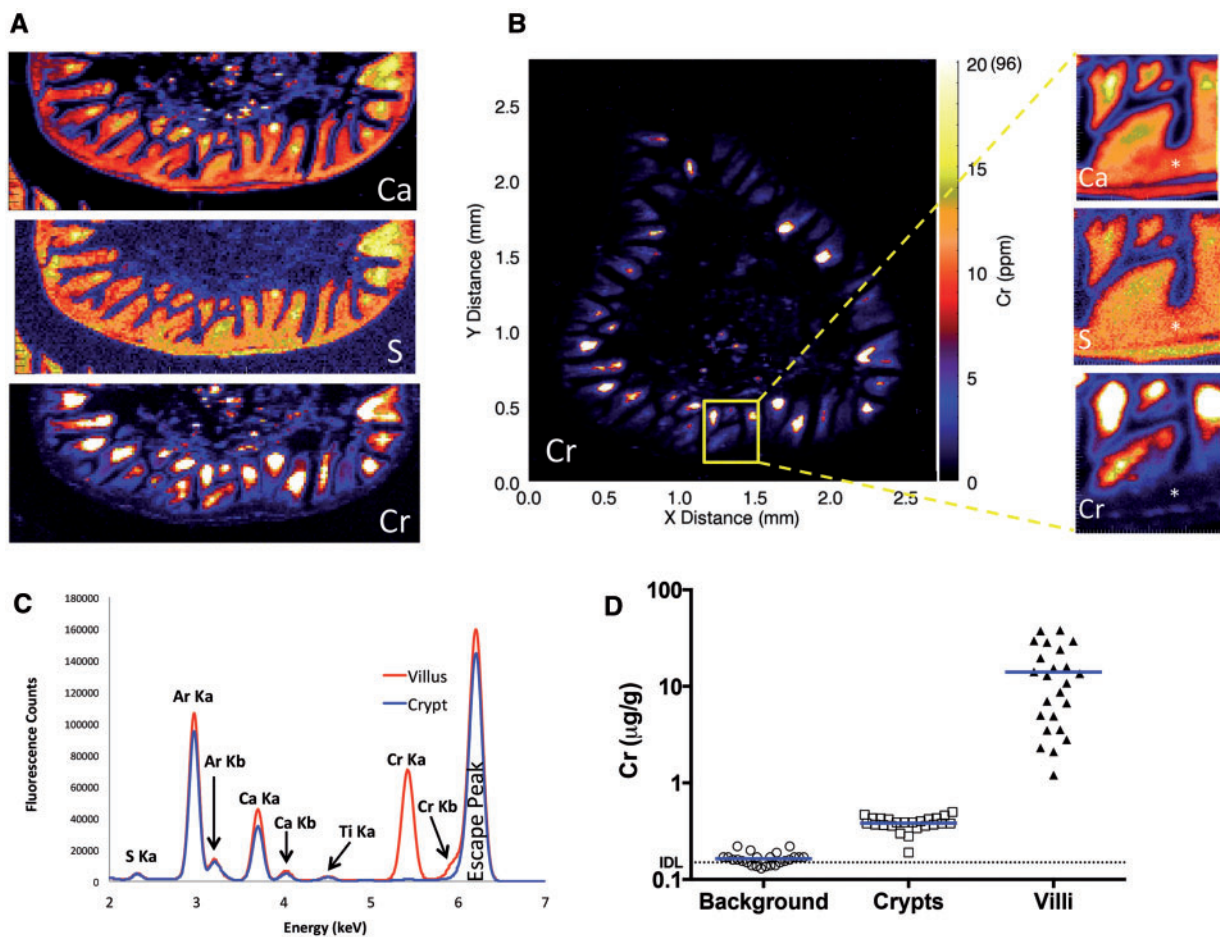 A
Ca
S
Cr
B
Y Distance (mm)
2.5
2.0
1.5
1.0
0.5
0.0
0.0 0.5 1.0 1.5 2.0 2.5
X Distance (mm)
Cr
20 (96)
15
10
5
0
Cr (ppm)
Ca
*
S
*
Cr
*
C
Fluorescence Counts
180000
160000
140000
120000
100000
80000
60000
40000
20000
0
2 3 4 5 6 7
Energy (keV)
Villus
Crypt
S Ka
Ar Ka
Ar Kb
Ca Ka
Ca Kb
Ti Ka
Cr Ka
Cr Kb
Escape Peak
D
Cr (µg/g)
100
10
1
IDL
0.1
Background Crypts Villi